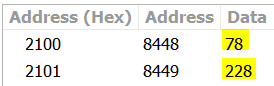 Address (Hex) Address Data
2100 8448 78
2101 8449 228